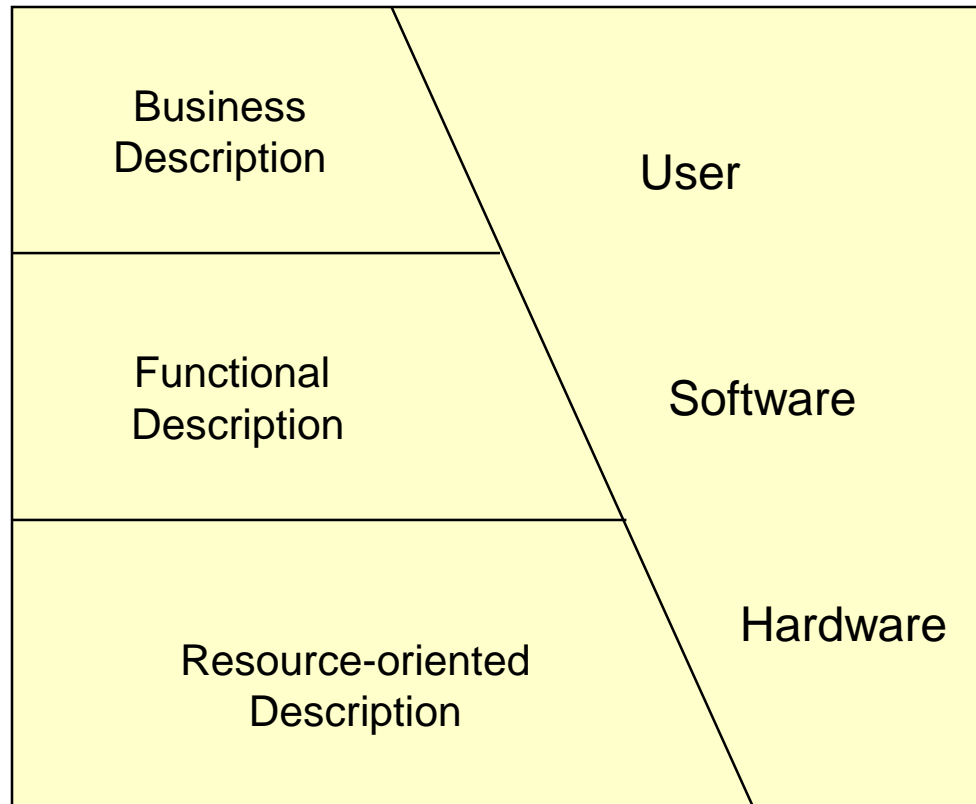 Business
Description
User
Functional
Description
Software
Resource-oriented
Description
Hardware